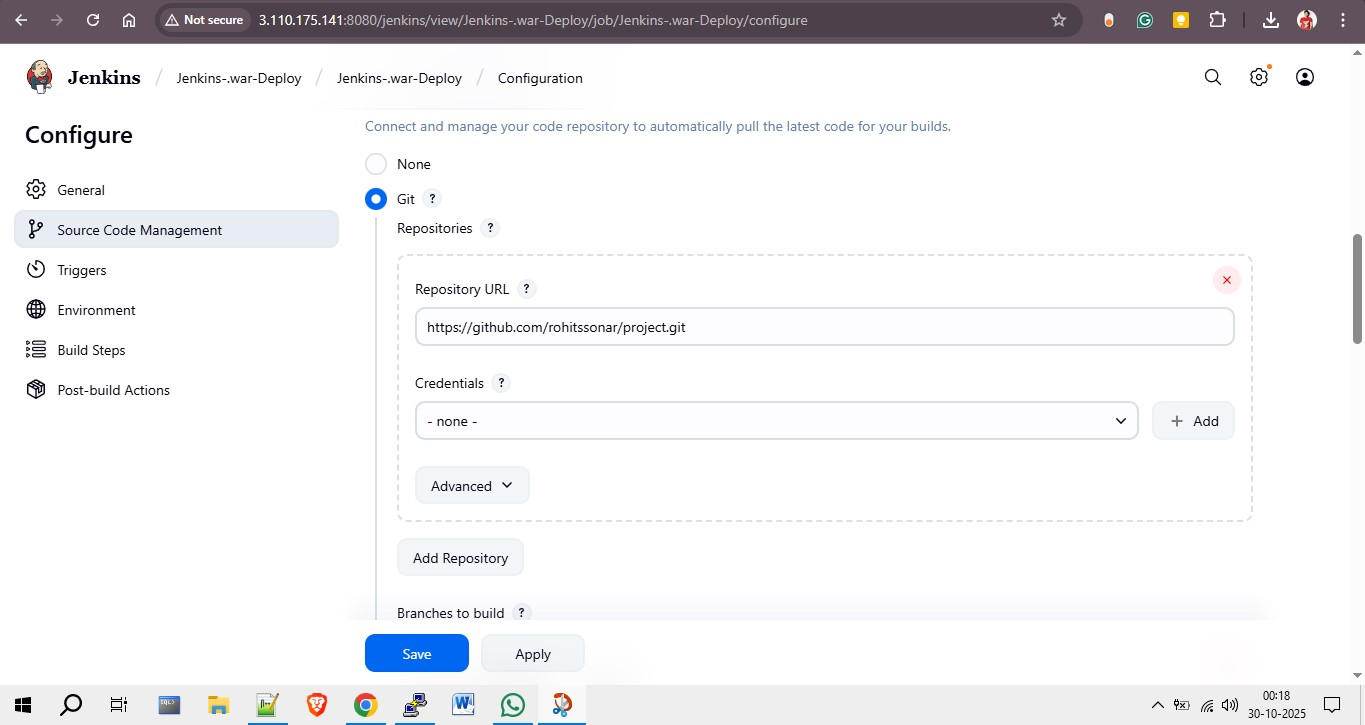 Not secure 3.110.175.141:8080/jenkins/view/Jenkins-.war-Deploy/job/Jenkins-.war-Deploy/configure
Jenkins / Jenkins-.war-Deploy / Jenkins-.war-Deploy / Configuration
Configure
General
Source Code Management
Triggers
Environment
Build Steps
Post-build Actions
Connect and manage your code repository to automatically pull the latest code for your builds.
None
Git ?
Repositories ?
Repository URL ?
https://github.com/rohitssonar/project.git
Credentials ?
- none -
+ Add
Advanced
Add Repository
Branches to build ?
Save
Apply
00:18
30-10-2025